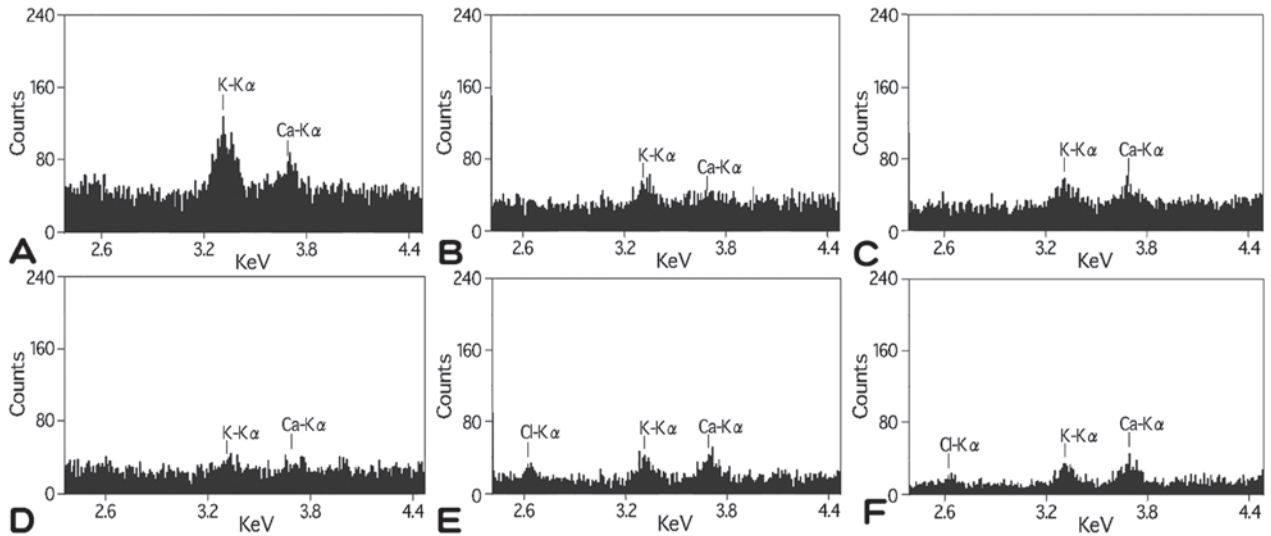 240
160
80
0
Counts
K-Kα
Ca-Kα
2.6 3.2 3.8 4.4
KeV
A
240
160
80
0
Counts
K-Kα
Ca-Kα
2.6 3.2 3.8 4.4
KeV
B
240
160
80
0
Counts
K-Kα
Ca-Kα
2.6 3.2 3.8 4.4
KeV
C
240
160
80
0
Counts
K-Kα
Ca-Kα
2.6 3.2 3.8 4.4
KeV
D
240
160
80
0
Counts
Cl-Kα
K-Kα
Ca-Kα
2.6 3.2 3.8 4.4
KeV
E
240
160
80
0
Counts
Cl-Kα
K-Kα
Ca-Kα
2.6 3.2 3.8 4.4
KeV
F